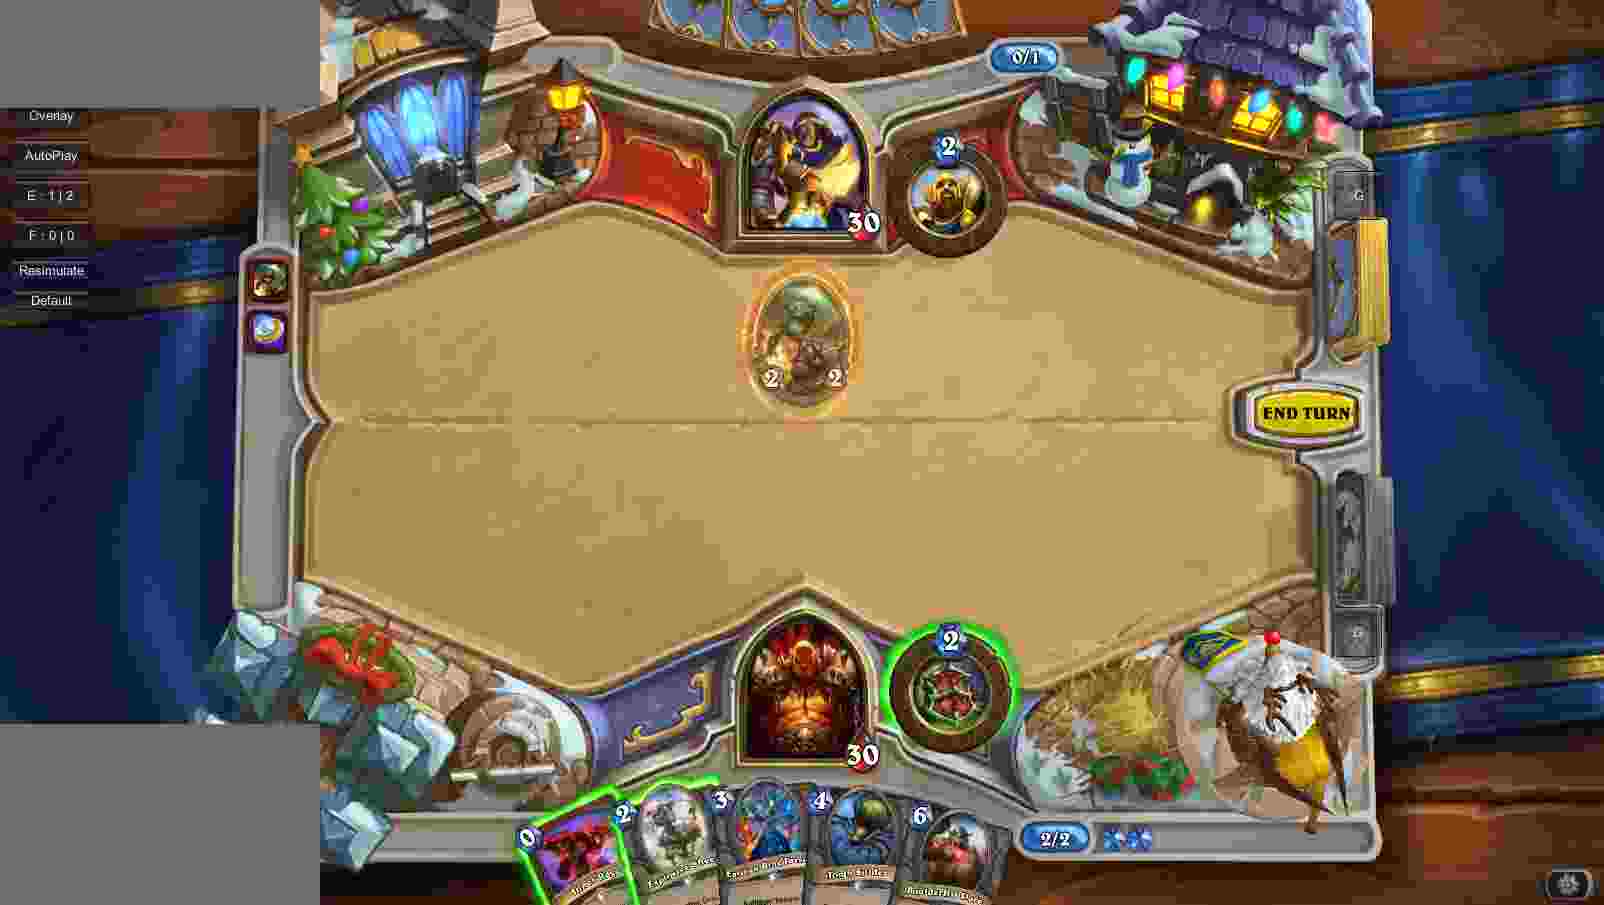 0/1
Overlay
AutoPlay
2
E : 1 | 2
30
F : 0 | 0
Resimulate
Default
2
2
END TURN
2
30
0
2
3
4
6
2/2